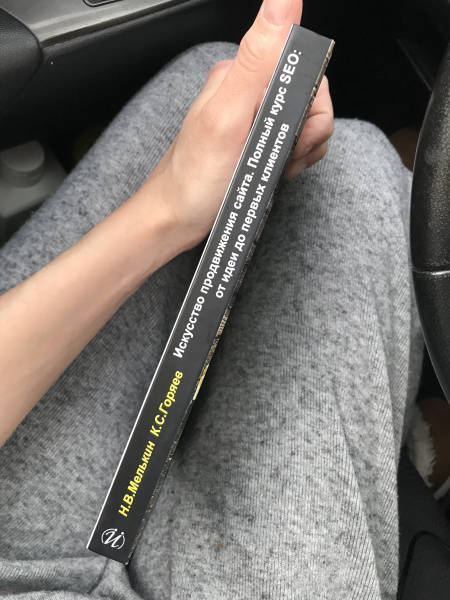 Н.В.Мелькин К.С.Горяев
Искусство продвижения сайта. Полный курс SEO:
от идеи до первых клиентов